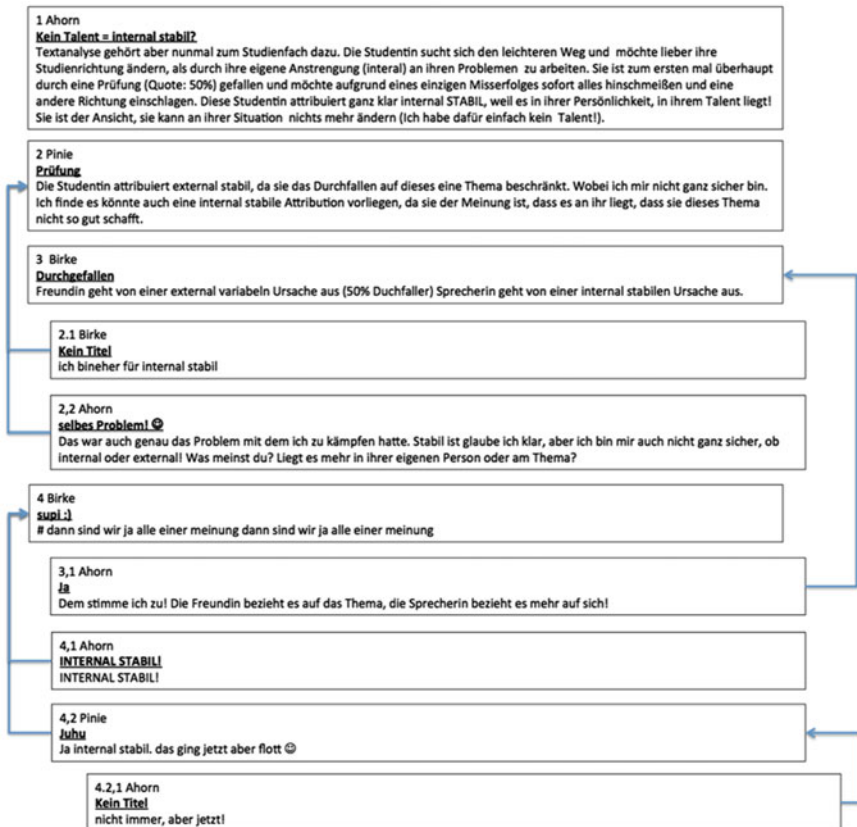 1 Ahorn
Kein Talent = internal stabil?
Textanalyse gehört aber nunmal zum Studienfach dazu. Die Studentin sucht sich den leichteren Weg und möchte lieber ihre
Studienrichtung ändern, als durch ihre eigene Anstrengung (interal) an ihren Problemen zu arbeiten. Sie ist zum ersten mal überhaupt
durch eine Prüfung (Quote: 50%) gefallen und möchte aufgrund eines einzigen Misserfolges sofort alles hinschmeißen und eine
andere Richtung einschlagen. Diese Studentin attribuiert ganz klar internal STABIL, weil es in ihrer Persönlichkeit, in ihrem Talent liegt!
Sie ist der Ansicht, sie kann an ihrer Situation nichts mehr ändern (Ich habe dafür einfach kein Talent!).
2 Pinie
Prüfung
Die Studentin attribuiert external stabil, da sie das Durchfallen auf dieses eine Thema beschränkt. Wobei ich mir nicht ganz sicher bin.
Ich finde es könnte auch eine internal stabile Attribution vorliegen, da sie der Meinung ist, dass es an ihr liegt, dass sie dieses Thema
nicht so gut schafft.
3 Birke
Durchgefallen
Freundin geht von einer external variabeln Ursache aus (50% Duchfaller) Sprecherin geht von einer internal stabilen Ursache aus.
2.1 Birke
Kein Titel
ich bineher für internal stabil
2,2 Ahorn
selbes Problem! ☺
Das war auch genau das Problem mit dem ich zu kämpfen hatte. Stabil ist glaube ich klar, aber ich bin mir auch nicht ganz sicher, ob
internal oder external! Was meinst du? Liegt es mehr in ihrer eigenen Person oder am Thema?
4 Birke
supi :)
# dann sind wir ja alle einer meinung dann sind wir ja alle einer meinung
3,1 Ahorn
Ja
Dem stimme ich zu! Die Freundin bezieht es auf das Thema, die Sprecherin bezieht es mehr auf sich!
4,1 Ahorn
INTERNAL STABIL!
INTERNAL STABIL!
4,2 Pinie
Juhu
Ja internal stabil. das ging jetzt aber flott ☺
4.2,1 Ahorn
Kein Titel
nicht immer, aber jetzt!